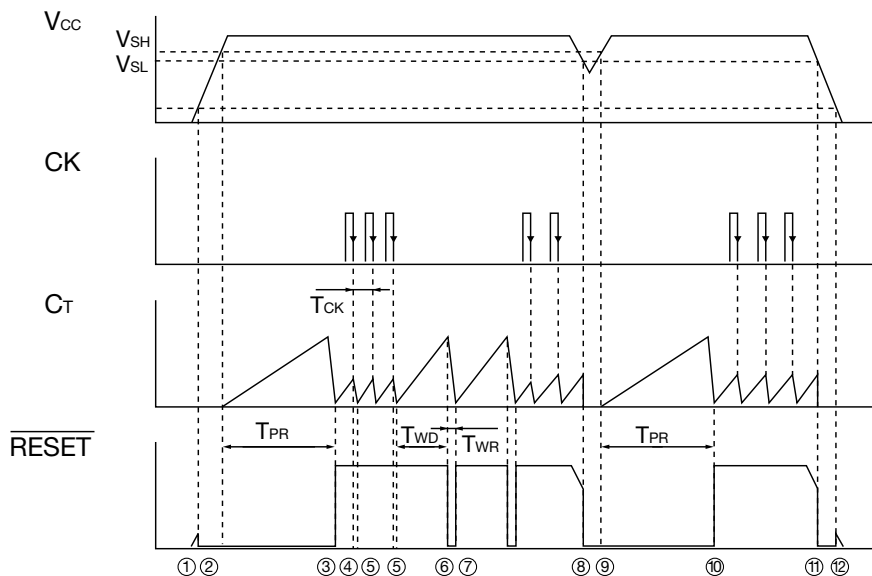 VCC
VSH
VSL
CK
TCK
CT
TPR TWD TWR TPR
RESET
① ② ③ ④ ⑤ ⑤ ⑥ ⑦ ⑧ ⑨ ⑩ ⑪ ⑫